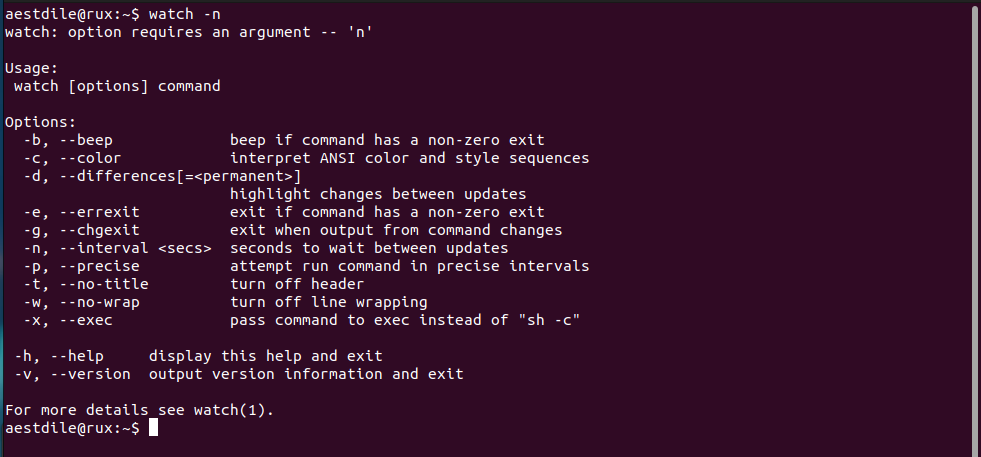 aestdile@rux:~$ watch -n
watch: option requires an argument -- 'n'
Usage:
 watch [options] command
Options:
  -b, --beep             beep if command has a non-zero exit
  -c, --color            interpret ANSI color and style sequences
  -d, --differences[=<permanent>]
                         highlight changes between updates
  -e, --errexit          exit if command has a non-zero exit
  -g, --chgexit          exit when output from command changes
  -n, --interval <secs>  seconds to wait between updates
  -p, --precise          attempt run command in precise intervals
  -t, --no-title         turn off header
  -w, --no-wrap          turn off line wrapping
  -x, --exec             pass command to exec instead of "sh -c"
 -h, --help     display this help and exit
 -v, --version  output version information and exit
For more details see watch(1).
aestdile@rux:~$